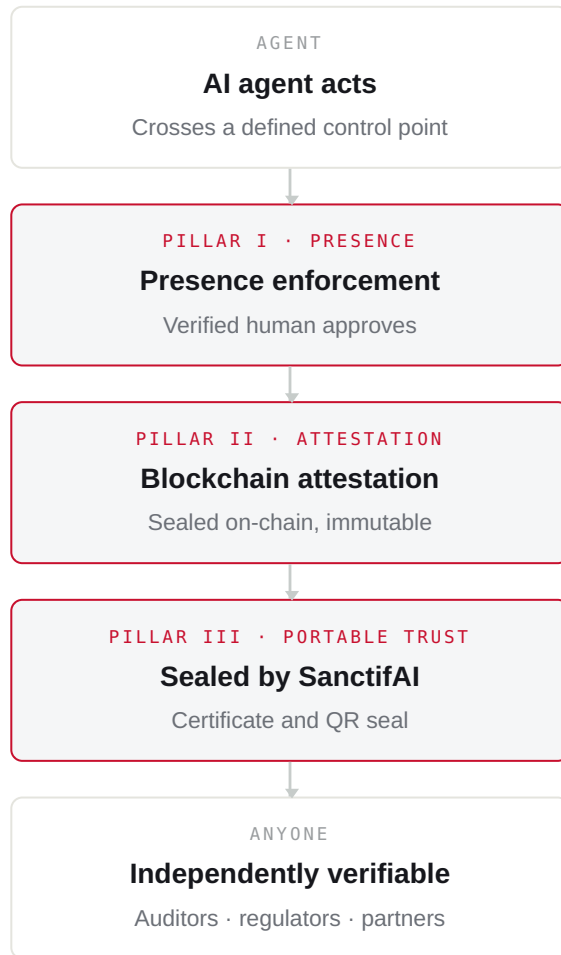 AGENT
AI agent acts
Crosses a defined control point
PILLAR I · PRESENCE
Presence enforcement
Verified human approves
PILLAR II · ATTESTATION
Blockchain attestation
Sealed on-chain, immutable
PILLAR III · PORTABLE TRUST
Sealed by SanctifAI
Certificate and QR seal
ANYONE
Independently verifiable
Auditors · regulators · partners